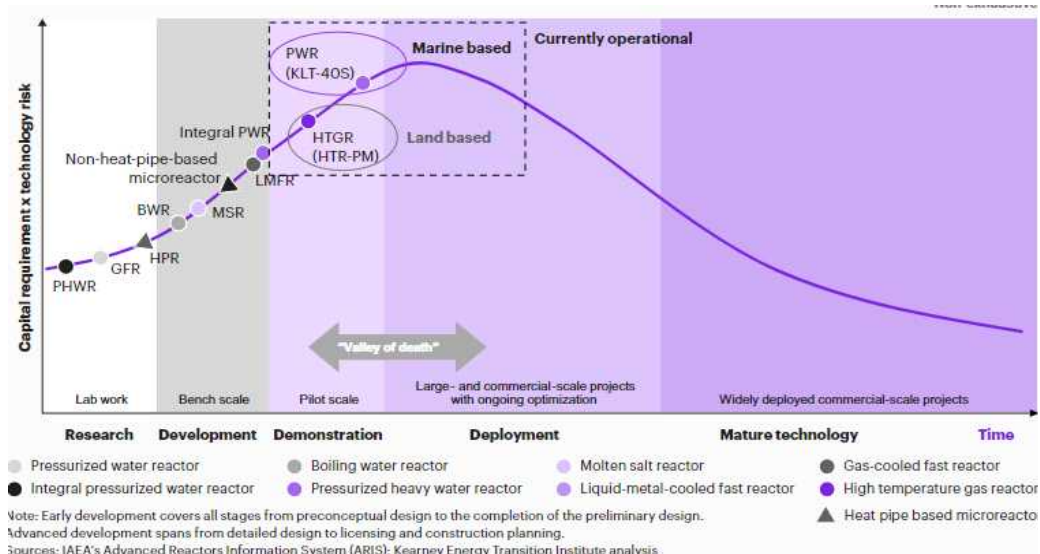 Currently operational
Marine based
PWR
(KLT-40S)
Integral PWR
HTGR
(HTR-PM)
Land based
Non-heat-pipe-based
microreactor
LMFR
BWR
MSR
HPR
GFR
PHWR
Capital requirement x technology risk
"Valley of death"
Lab work
Bench scale
Pilot scale
Large- and commercial-scale projects
with ongoing optimization
Widely deployed commercial-scale projects
Research
Development
Demonstration
Deployment
Mature technology
Time
Pressurized water reactor
Boiling water reactor
Molten salt reactor
Gas-cooled fast reactor
Integral pressurized water reactor
Pressurized heavy water reactor
Liquid-metal-cooled fast reactor
High temperature gas reactor
Heat pipe based microreactor
Note: Early development covers all stages from preconceptual design to the completion of the preliminary design.
Advanced development spans from detailed design to licensing and construction planning.
Sources: IAEA's Advanced Reactors Information System (ARIS); Kearney Energy Transition Institute analysis